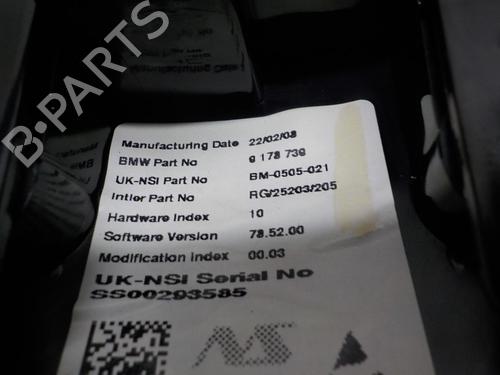 B-PARTS
Manufacturing Date 22/02/08
BMW Part No 9 178 739
UK-NSI Part No BM-0505-021
Intier Part No RG/25203/205
Hardware Index 10
Software Version 78.52.00
Modification Index 00.03
UK-NSI Serial No
SS00293585